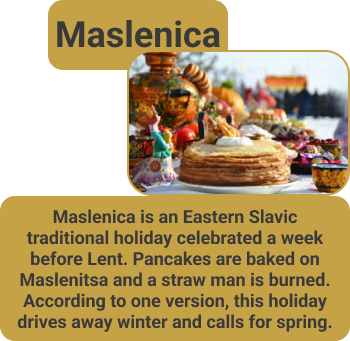 Maslenica
Maslenica is an Eastern Slavic
traditional holiday celebrated a week
before Lent. Pancakes are baked on
Maslenitsa and a straw man is burned.
According to one version, this holiday
drives away winter and calls for spring.